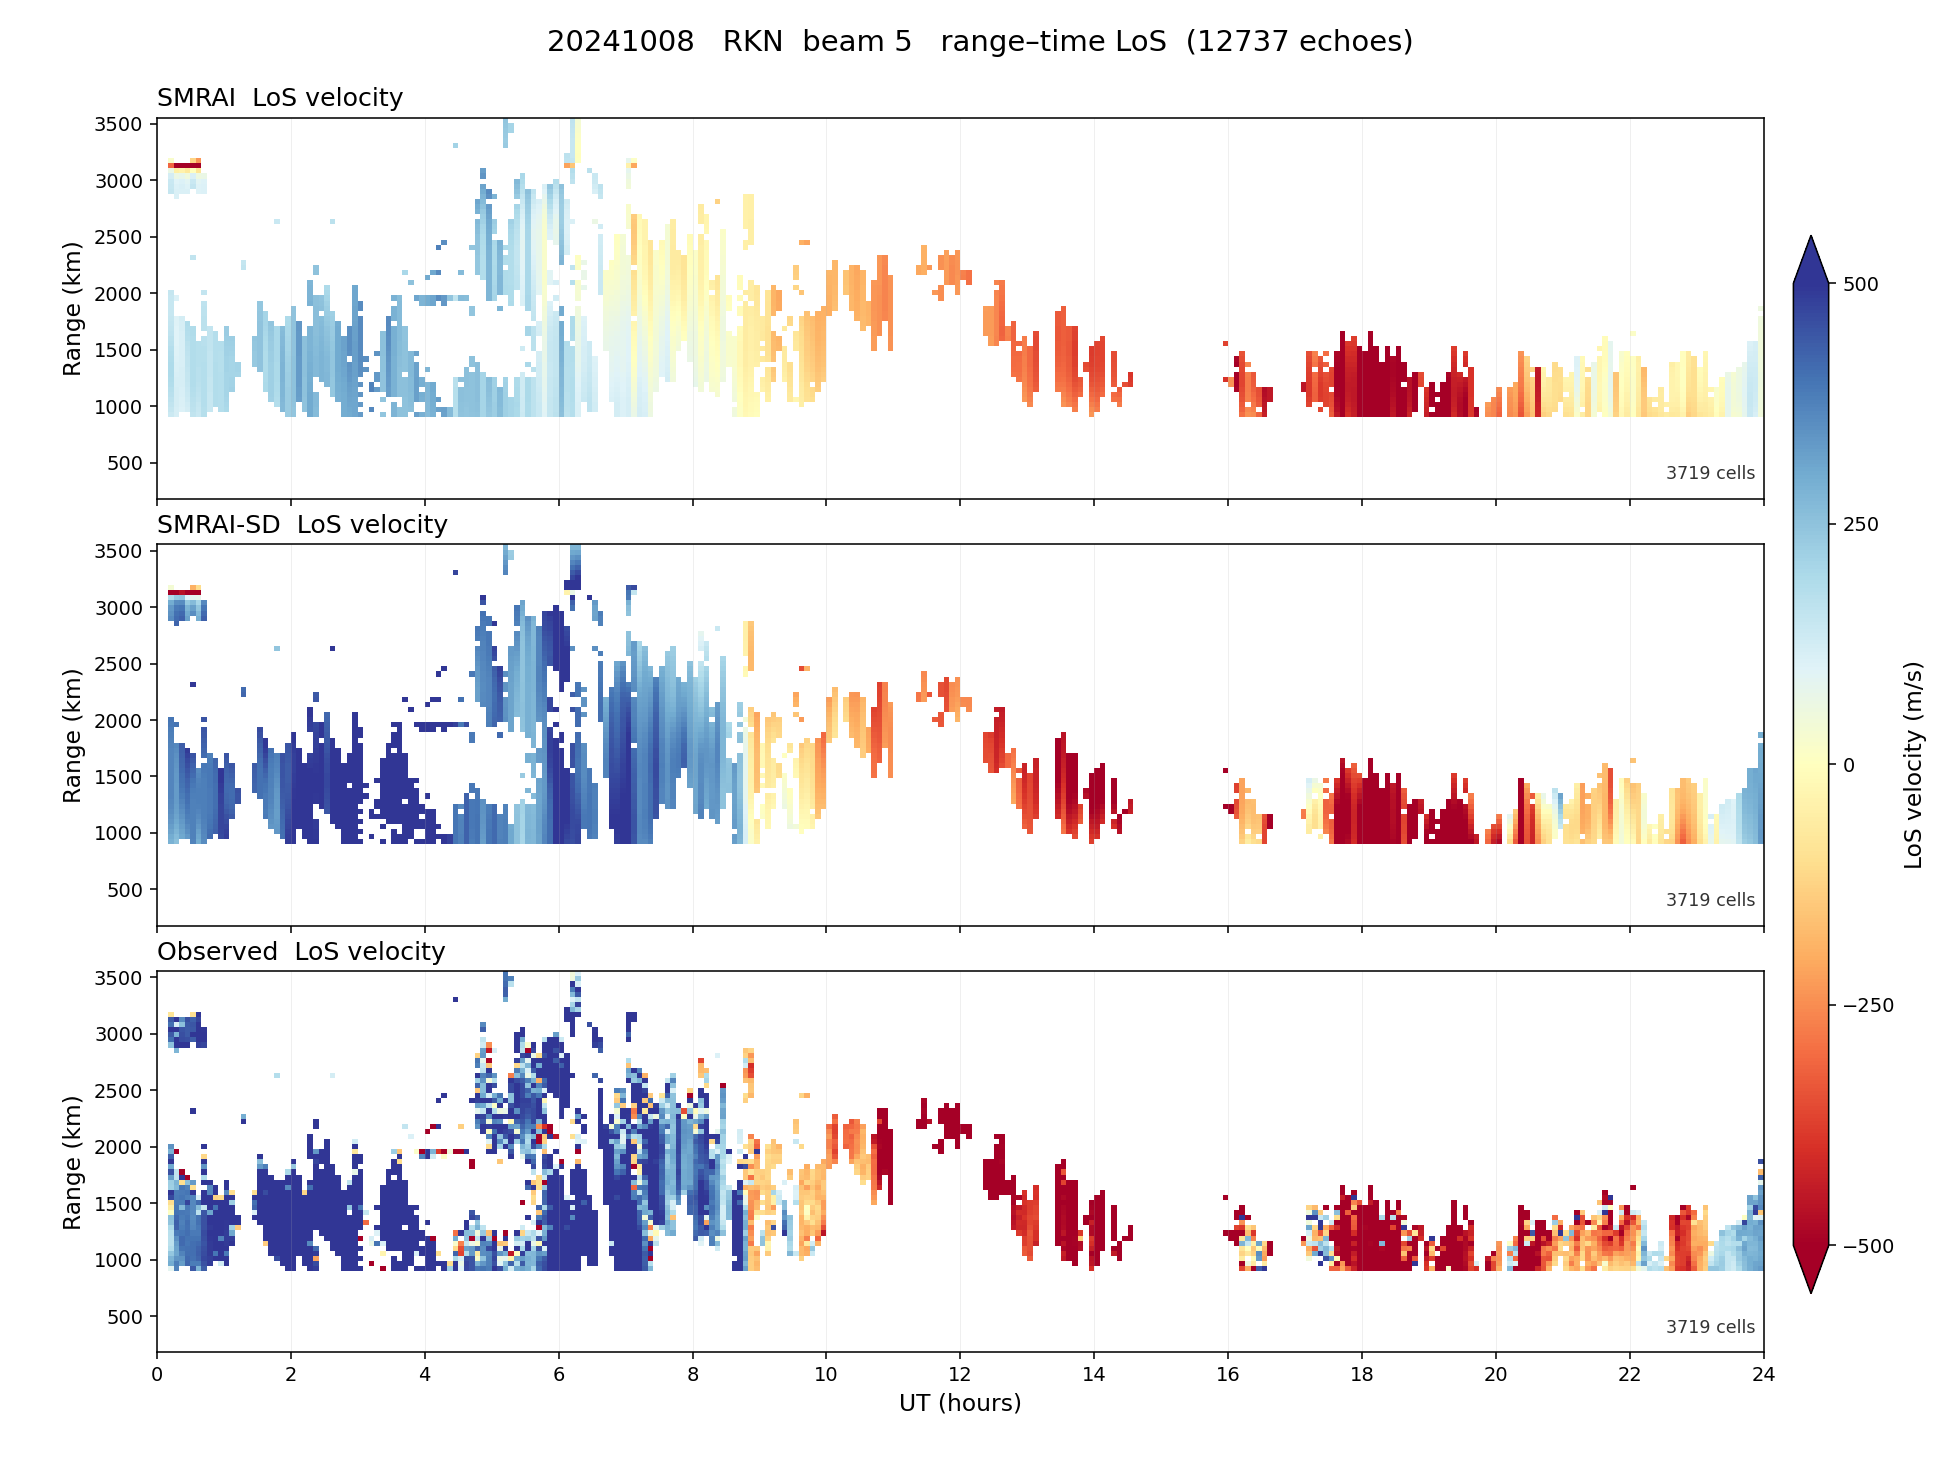 20241008   RKN  beam 5   range–time LoS  (12737 echoes)
SMRAI  LoS velocity
3500
3000
2500
2000
1500
1000
500
Range (km)
3719 cells
SMRAI-SD  LoS velocity
3500
3000
2500
2000
1500
1000
500
Range (km)
3719 cells
Observed  LoS velocity
3500
3000
2500
2000
1500
1000
500
Range (km)
3719 cells
0 2 4 6 8 10 12 14 16 18 20 22 24
UT (hours)
500
250
0
−250
−500
LoS velocity (m/s)